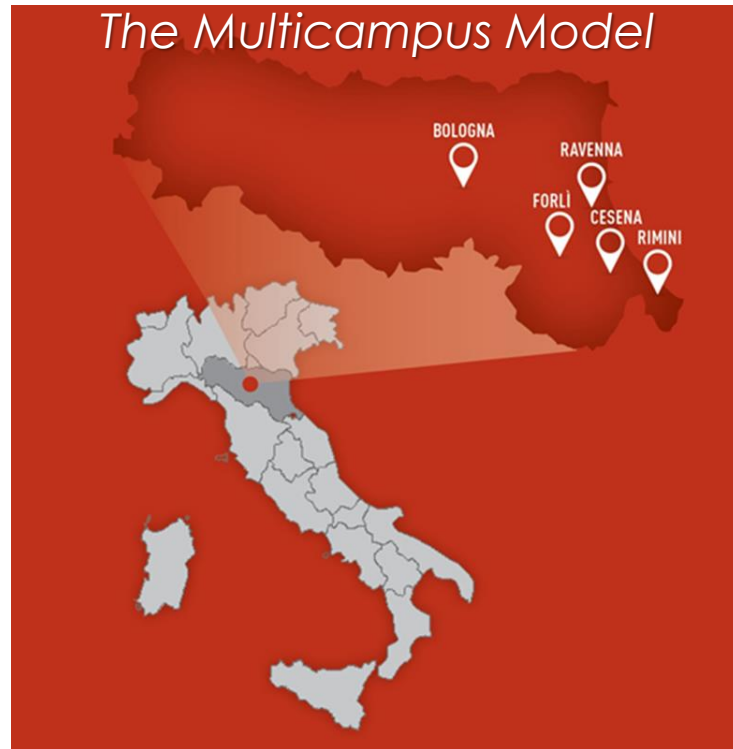 The Multicampus Model
BOLOGNA
RAVENNA
FORLÌ
CESENA
RIMINI